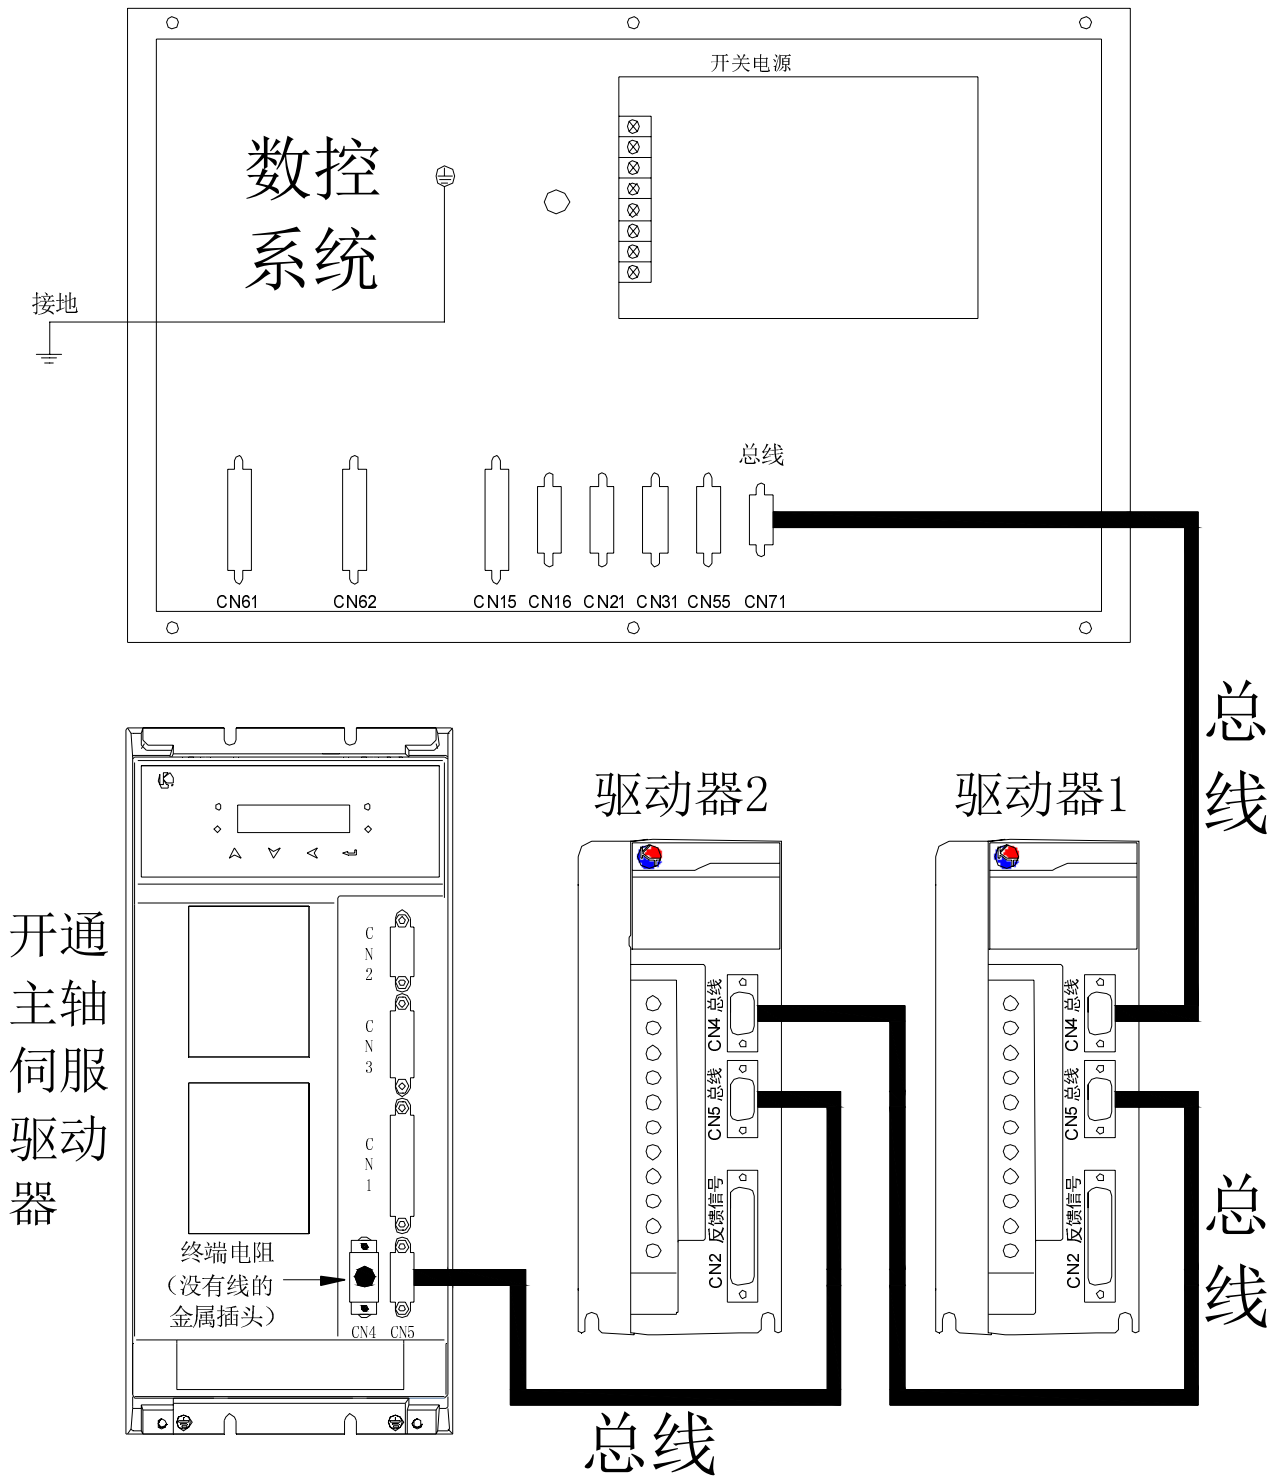 开关电源
数控
系统
接地
总线
CN61
CN62
CN15
CN16
CN21
CN31
CN55
CN71
总
线
驱动器2
驱动器1
开通
主轴
伺服
驱动
器
CN2
CN3
CN1
终端电阻
（没有线的
金属插头）
CN4
CN5
CN4 总线
CN5 总线
CN2 反馈信号
CN4 总线
CN5 总线
CN2 反馈信号
总
线
总线